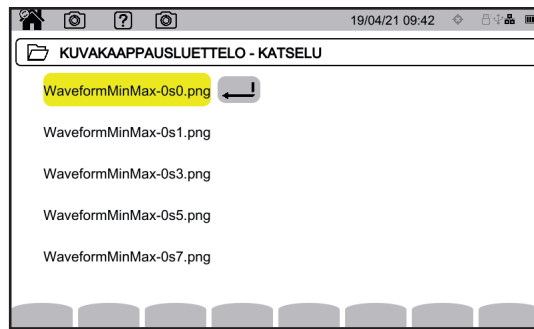 19/04/21 09:42
KUVAKAAPPAUSLUETTELO - KATSELU
WaveformMinMax-0s0.png
WaveformMinMax-0s1.png
WaveformMinMax-0s3.png
WaveformMinMax-0s5.png
WaveformMinMax-0s7.png